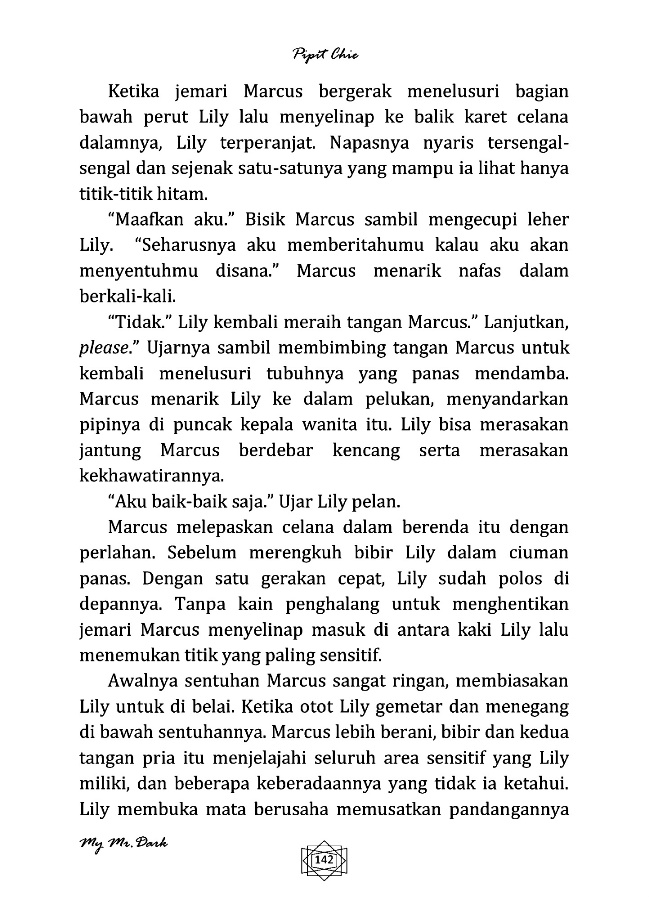 Pipit Chie
Ketika jemari Marcus bergerak menelusuri bagian
bawah perut Lily lalu menyelinap ke balik karet celana
dalamnya, Lily terperanjat. Napasnya nyaris tersengal-
sengal dan sejenak satu-satunya yang mampu ia lihat hanya
titik-titik hitam.
“Maafkan aku.” Bisik Marcus sambil mengecupi leher
Lily. “Seharusnya aku memberitahumu kalau aku akan
menyentuhmu disana.” Marcus menarik nafas dalam
berkali-kali.
“Tidak.” Lily kembali meraih tangan Marcus.” Lanjutkan,
please.” Ujarnya sambil membimbing tangan Marcus untuk
kembali menelusuri tubuhnya yang panas mendamba.
Marcus menarik Lily ke dalam pelukan, menyandarkan
pipinya di puncak kepala wanita itu. Lily bisa merasakan
jantung Marcus berdebar kencang serta merasakan
kekhawatirannya.
“Aku baik-baik saja.” Ujar Lily pelan.
Marcus melepaskan celana dalam berenda itu dengan
perlahan. Sebelum merengkuh bibir Lily dalam ciuman
panas. Dengan satu gerakan cepat, Lily sudah polos di
depannya. Tanpa kain penghalang untuk menghentikan
jemari Marcus menyelinap masuk di antara kaki Lily lalu
menemukan titik yang paling sensitif.
Awalnya sentuhan Marcus sangat ringan, membiasakan
Lily untuk di belai. Ketika otot Lily gemetar dan menegang
di bawah sentuhannya. Marcus lebih berani, bibir dan kedua
tangan pria itu menjelajahi seluruh area sensitif yang Lily
miliki, dan beberapa keberadaannya yang tidak ia ketahui.
Lily membuka mata berusaha memusatkan pandangannya
My Mr. Dark
142